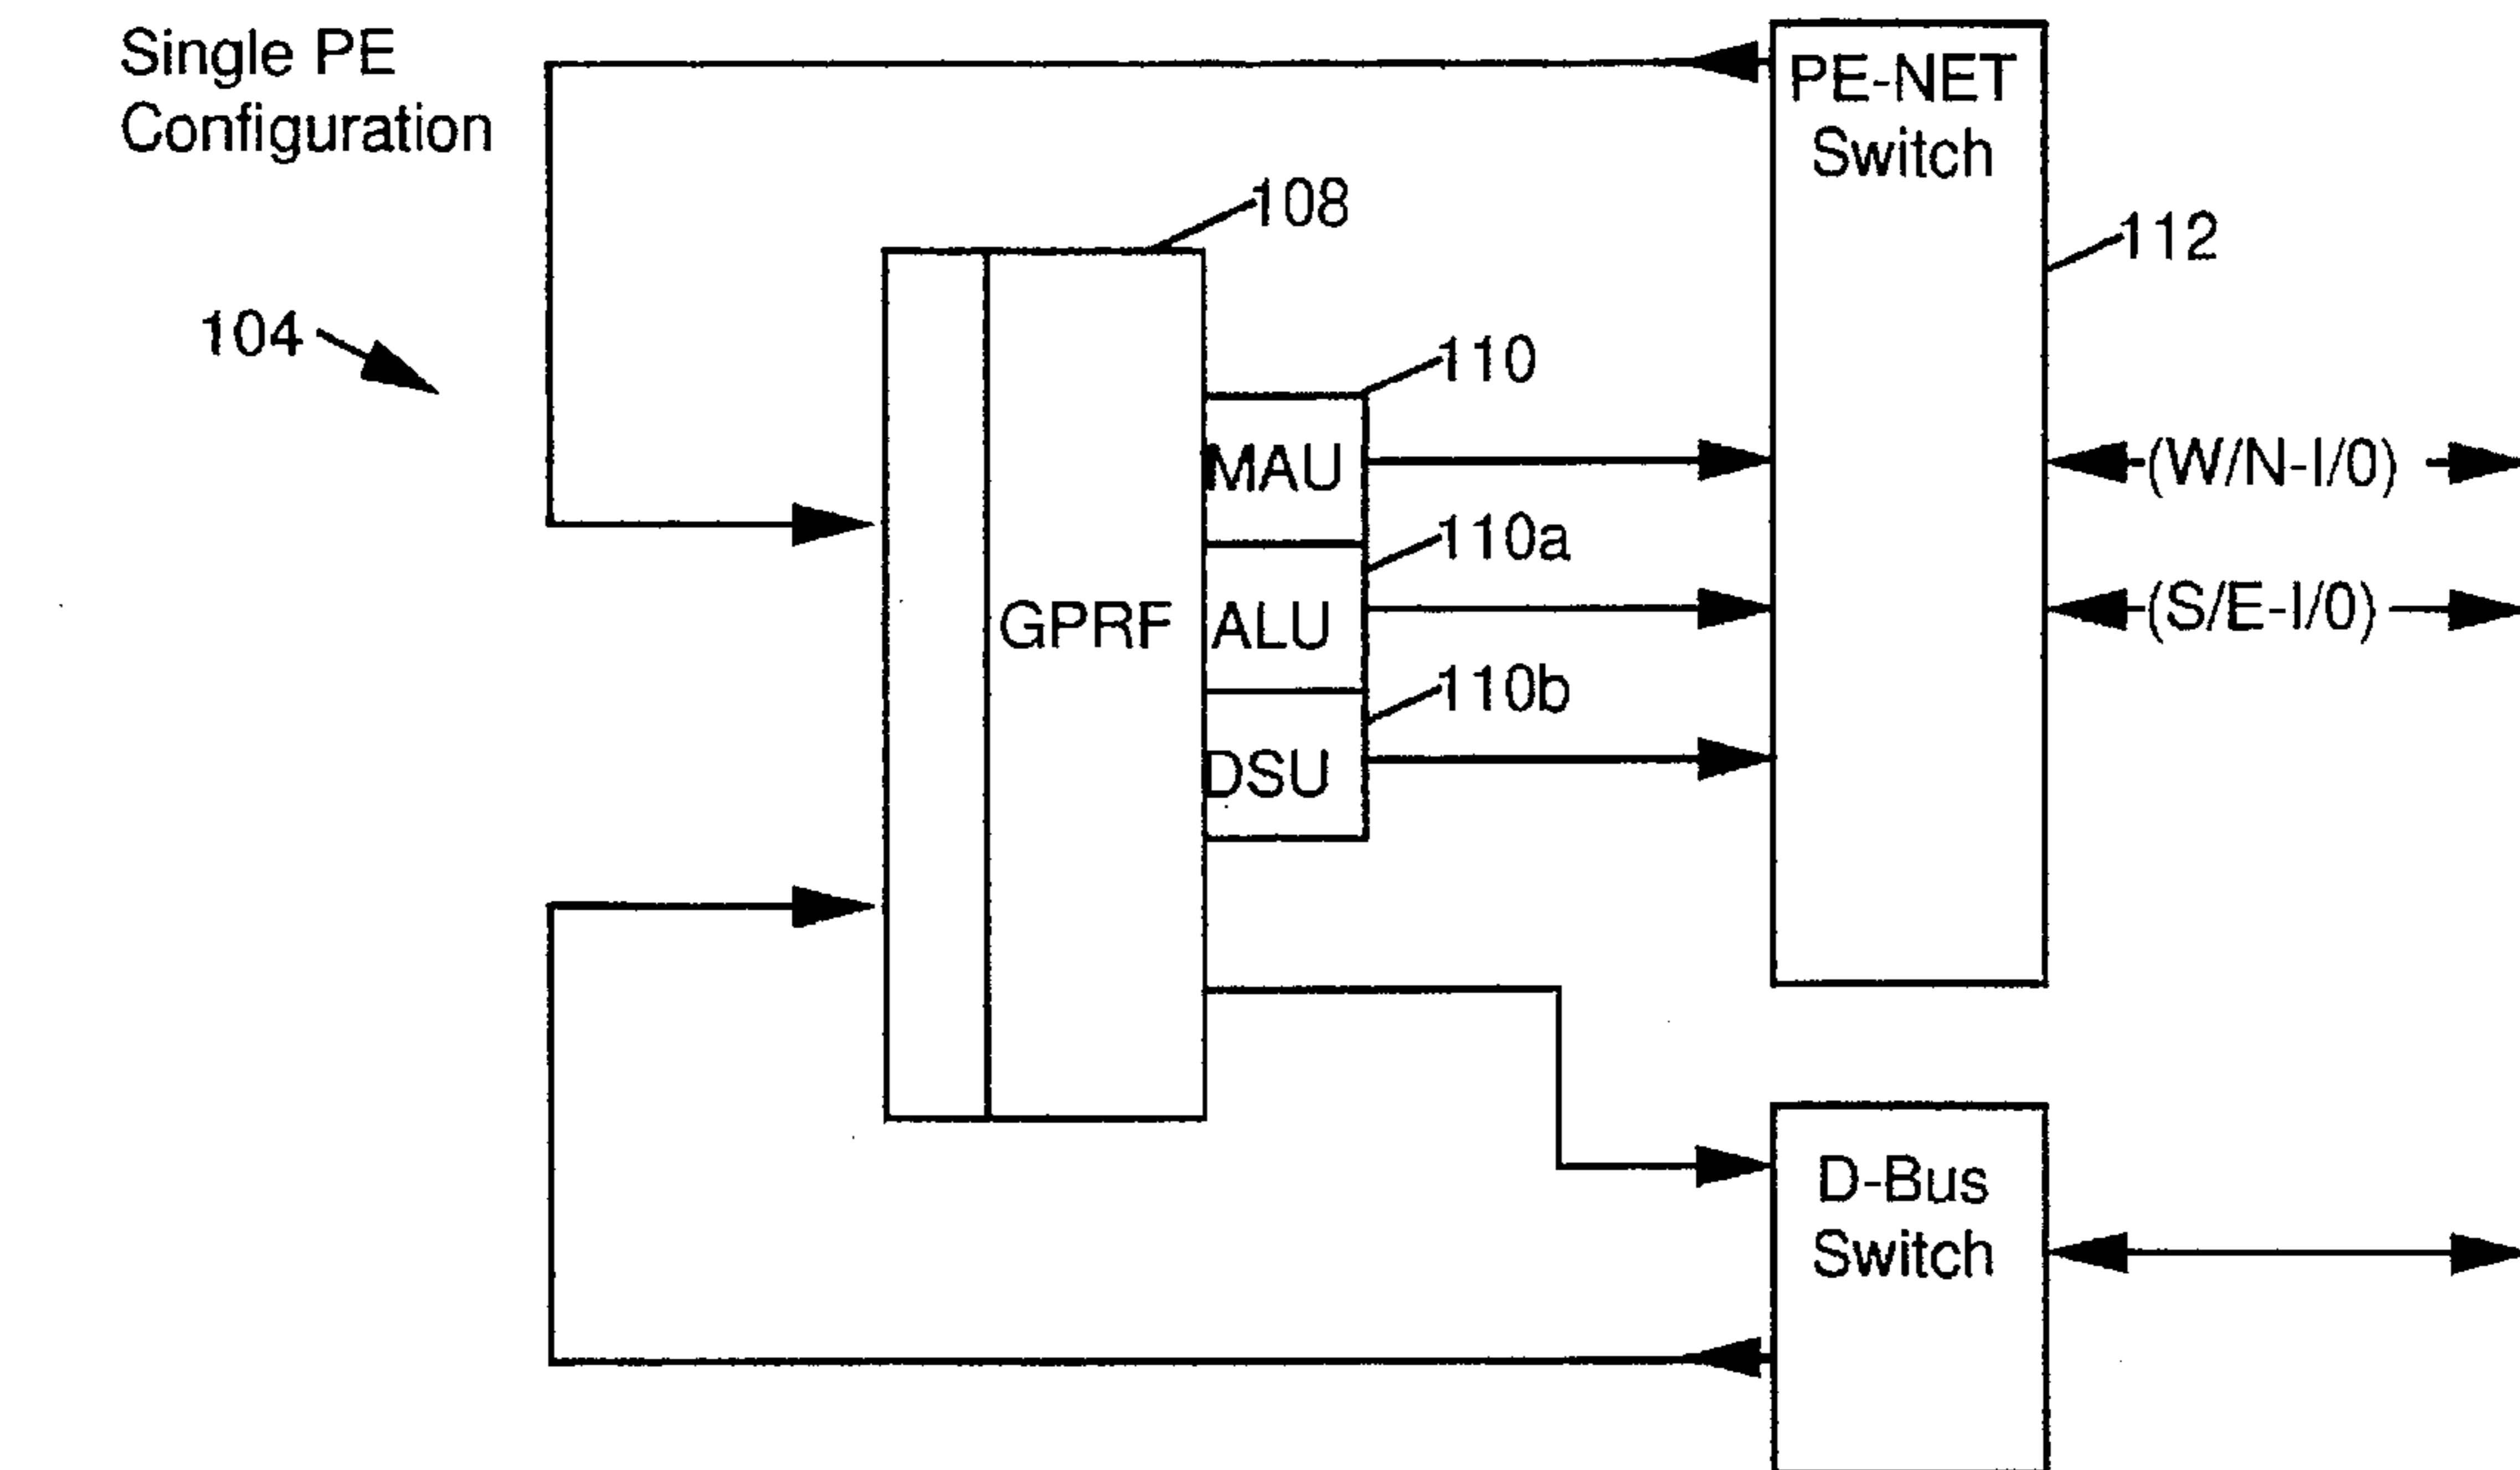 Single PE
Configuration
PE-NET
Switch
108
112
104
110
MAU
(W/N-I/0)
110a
GPRF
ALU
(S/E-I/0)
110b
DSU
D-Bus
Switch